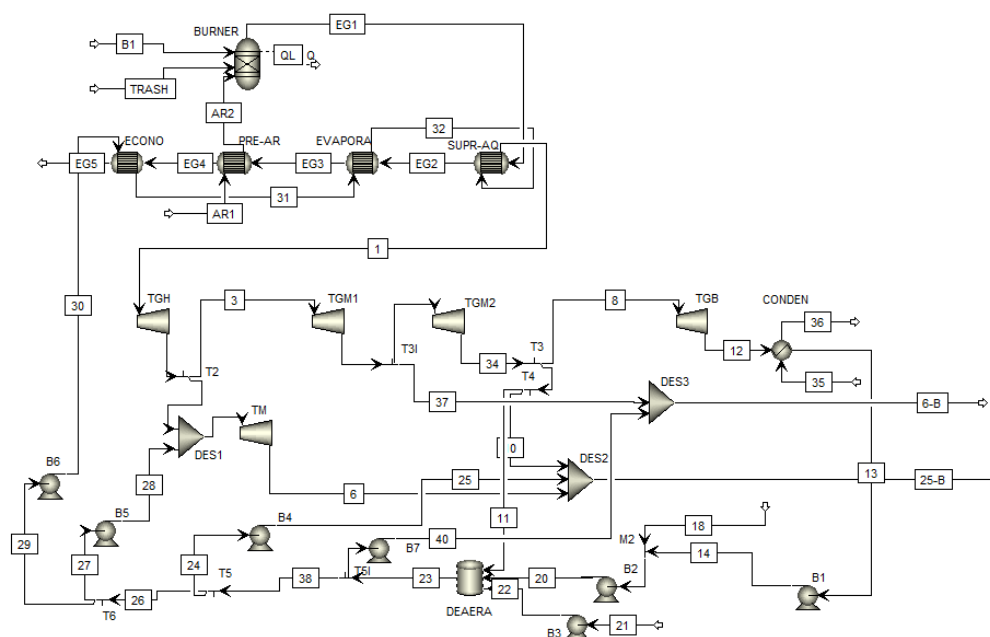 EG1
BURNER
B1
QL
Q
TRASH
AR2
32
ECONO
PRE-AR
EVAPORA
SUPR-AQ
EG5
EG4
EG3
EG2
31
AR1
1
30
TGH
3
TGM1
TGM2
8
TGB
CONDEN
36
12
T3I
34
T3
T2
T4
35
37
DES3
6-B
TM
DES1
0
DES2
B6
28
25
13
6
25-B
B5
11
18
29
27
24
B4
40
M2
14
B7
B2
B1
T5
38
T5I
23
20
26
22
T6
DEAERA
B3
21